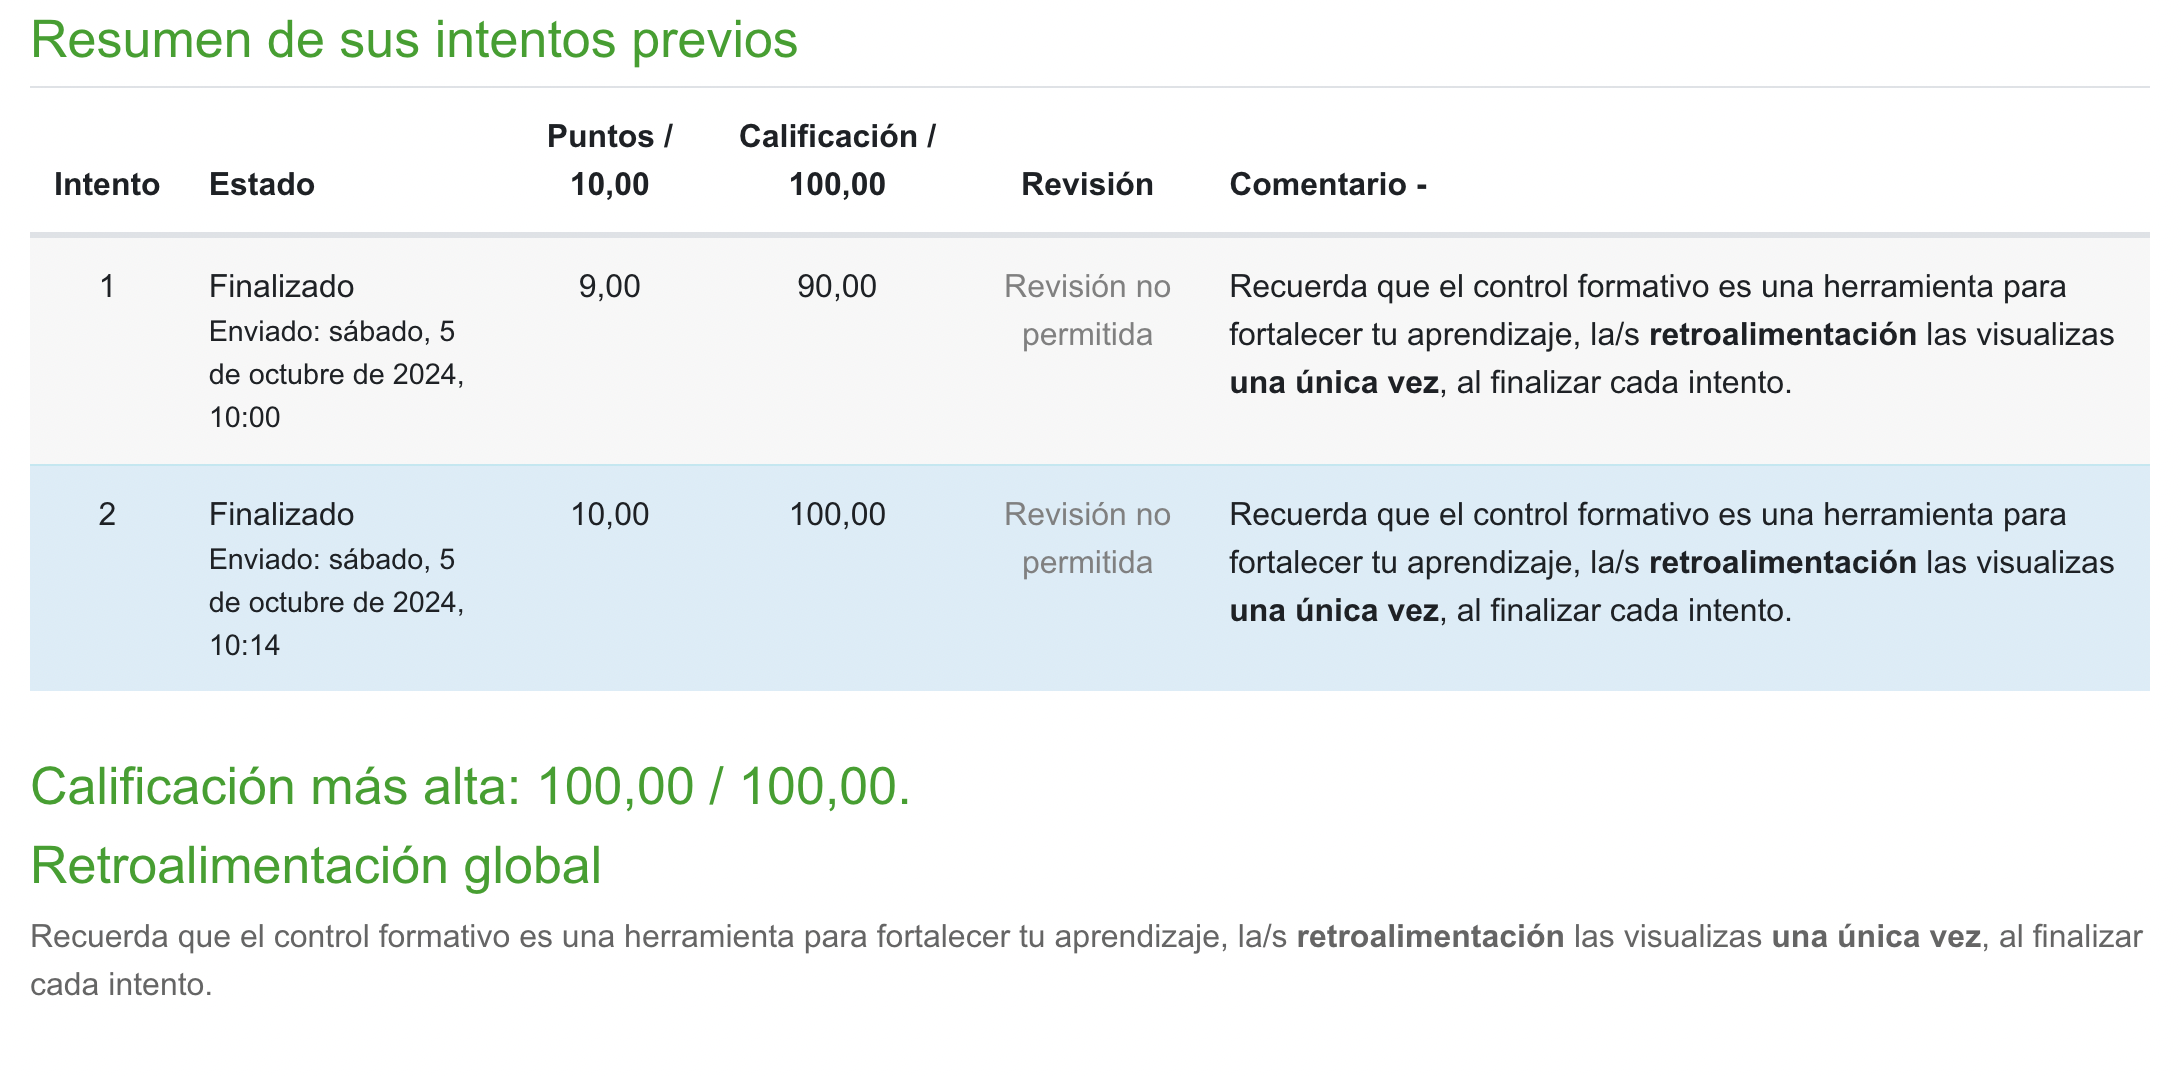 Resumen de sus intentos previos
Intento Estado Puntos / 10,00 Calificación / 100,00 Revisión Comentario -
1
Finalizado
Enviado: sábado, 5
de octubre de 2024,
10:00
9,00
90,00
Revisión no
permitida
Recuerda que el control formativo es una herramienta para
fortalecer tu aprendizaje, la/s retroalimentación las visualizas
una única vez, al finalizar cada intento.
2
Finalizado
Enviado: sábado, 5
de octubre de 2024,
10:14
10,00
100,00
Revisión no
permitida
Recuerda que el control formativo es una herramienta para
fortalecer tu aprendizaje, la/s retroalimentación las visualizas
una única vez, al finalizar cada intento.
Calificación más alta: 100,00 / 100,00.
Retroalimentación global
Recuerda que el control formativo es una herramienta para fortalecer tu aprendizaje, la/s retroalimentación las visualizas una única vez, al finalizar
cada intento.